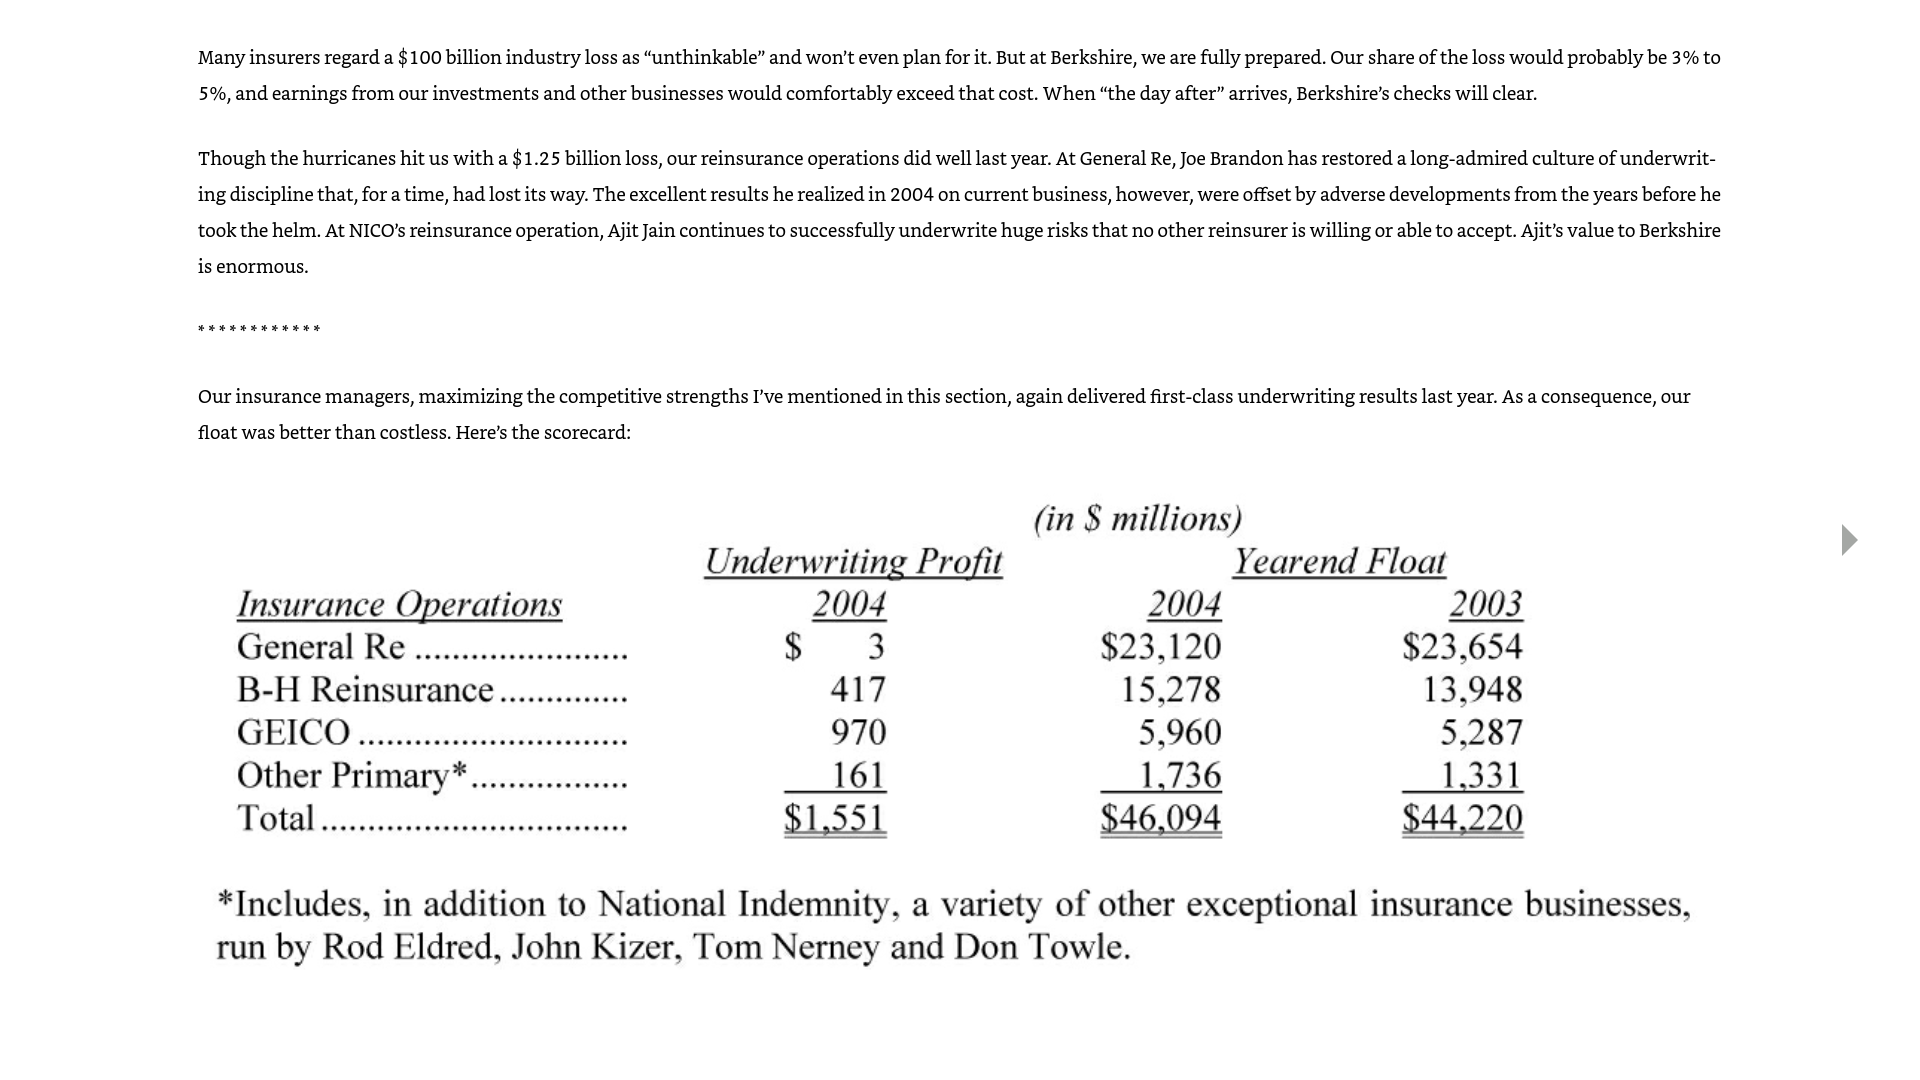 Many insurers regard a $100 billion industry loss as “unthinkable” and won’t even plan for it. But at Berkshire, we are fully prepared. Our share of the loss would probably be 3% to
5%, and earnings from our investments and other businesses would comfortably exceed that cost. When “the day after” arrives, Berkshire’s checks will clear.
Though the hurricanes hit us with a $1.25 billion loss, our reinsurance operations did well last year. At General Re, Joe Brandon has restored a long-admired culture of underwrit-
ing discipline that, for a time, had lost its way. The excellent results he realized in 2004 on current business, however, were offset by adverse developments from the years before he
took the helm. At NICO’s reinsurance operation, Ajit Jain continues to successfully underwrite huge risks that no other reinsurer is willing or able to accept. Ajit’s value to Berkshire
is enormous.
* * * * * * * * * * * *
Our insurance managers, maximizing the competitive strengths I’ve mentioned in this section, again delivered first-class underwriting results last year. As a consequence, our
float was better than costless. Here’s the scorecard:
(in $ millions)
Underwriting Profit Yearend Float
Insurance Operations 2004 2004 2003
General Re ....................... $ 3 $23,120 $23,654
B-H Reinsurance .............. 417 15,278 13,948
GEICO ............................. 970 5,960 5,287
Other Primary* ................. 161 1,736 1,331
Total ................................. $1,551 $46,094 $44,220
*Includes, in addition to National Indemnity, a variety of other exceptional insurance businesses,
run by Rod Eldred, John Kizer, Tom Nerney and Don Towle.